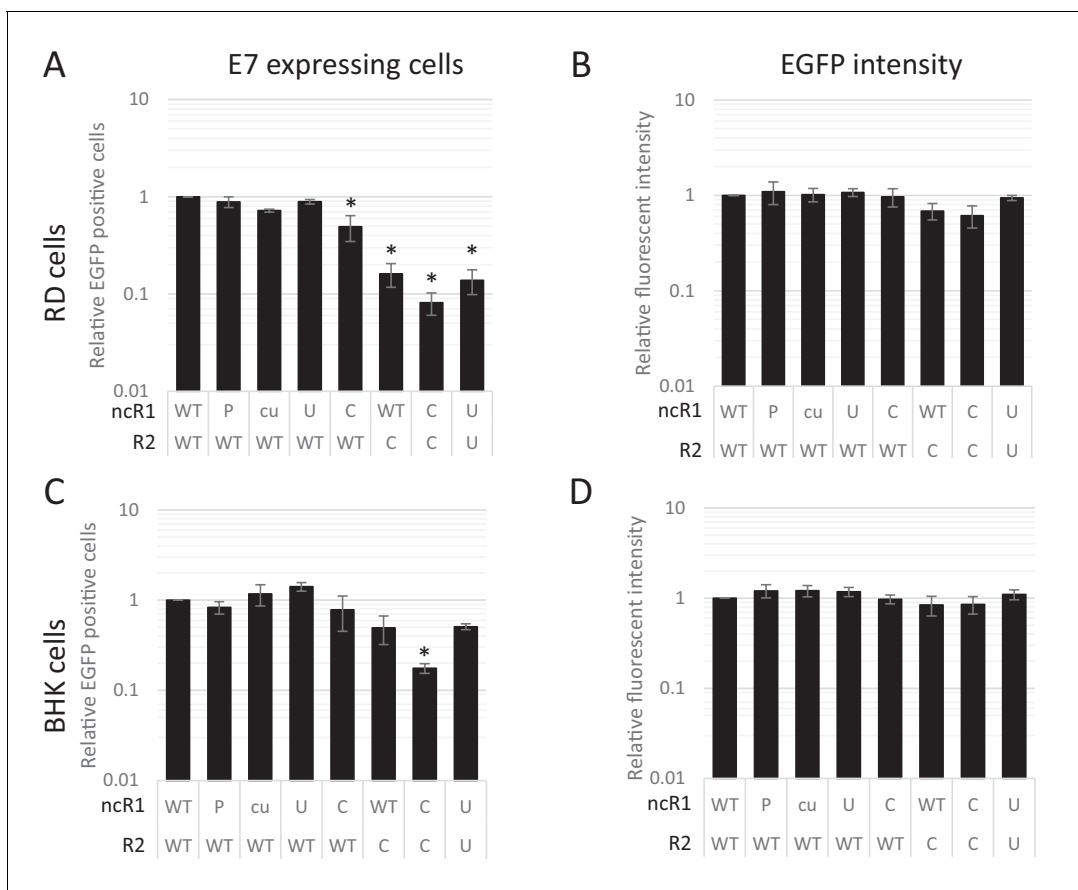 A
E7 expressing cells
B
EGFP intensity
RD cells
Relative EGFP positive cells
10
1
0.1
0.01
*
*
*
*
ncR1 WT P cu U C WT C U
R2 WT WT WT WT WT C C U
Relative fluorescent intensity
10
1
0.1
0.01
ncR1 WT P cu U C WT C U
R2 WT WT WT WT WT C C U
C
D
BHK cells
Relative EGFP positive cells
10
1
0.1
0.01
*
ncR1 WT P cu U C WT C U
R2 WT WT WT WT WT C C U
Relative fluorescent intensity
10
1
0.1
0.01
ncR1 WT P cu U C WT C U
R2 WT WT WT WT WT C C U